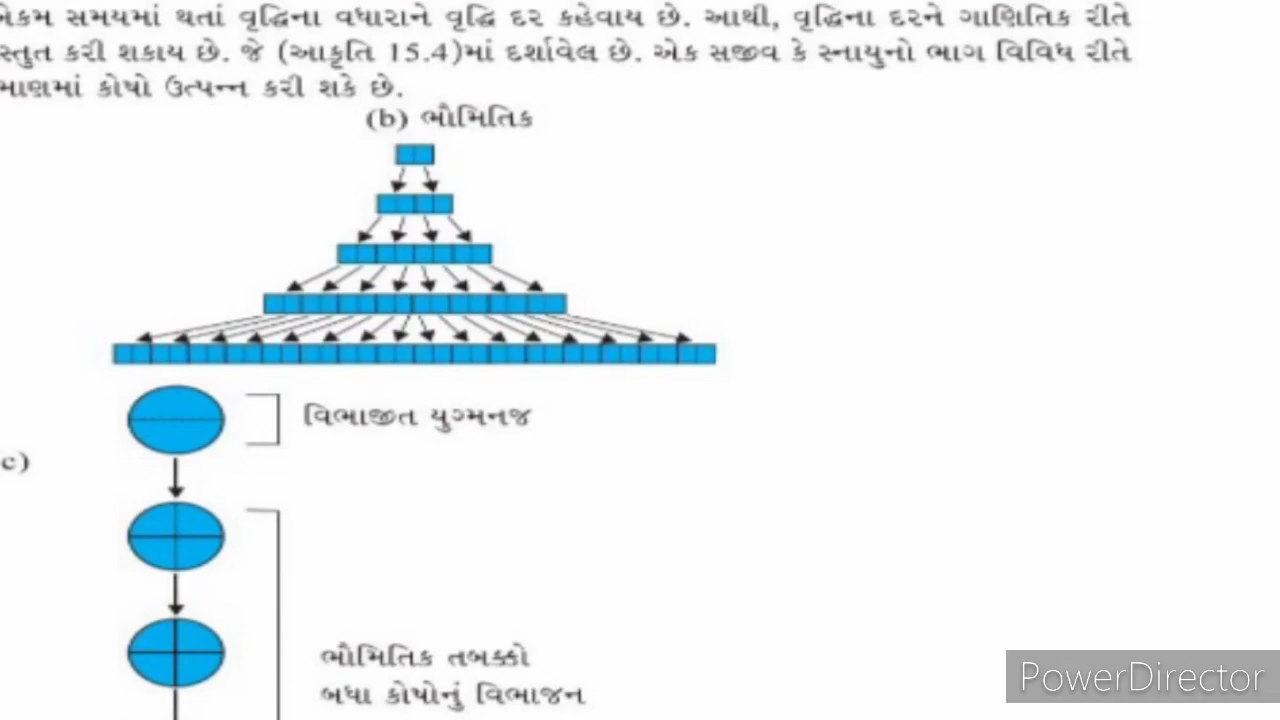 એકમ સમયમાં થતાં વૃદ્ધિના વધારાને વૃદ્ધિ દર કહેવાય છે. આથી, વૃદ્ધિના દરને ગાણિતિક રીતે
સ્તુત કરી શકાય છે. જે (આકૃતિ 15.4)માં દર્શાવેલ છે. એક સજીવ કે સ્નાયુનો ભાગ વિવિધ રીતે
માણમાં કોષો ઉત્પન્ન કરી શકે છે.
(b) ભૌમિતિક
વિભાજીત યુગ્મનજ
c)
ભૌમિતિક તબક્કો
બધા કોષોનું વિભાજન
PowerDirector